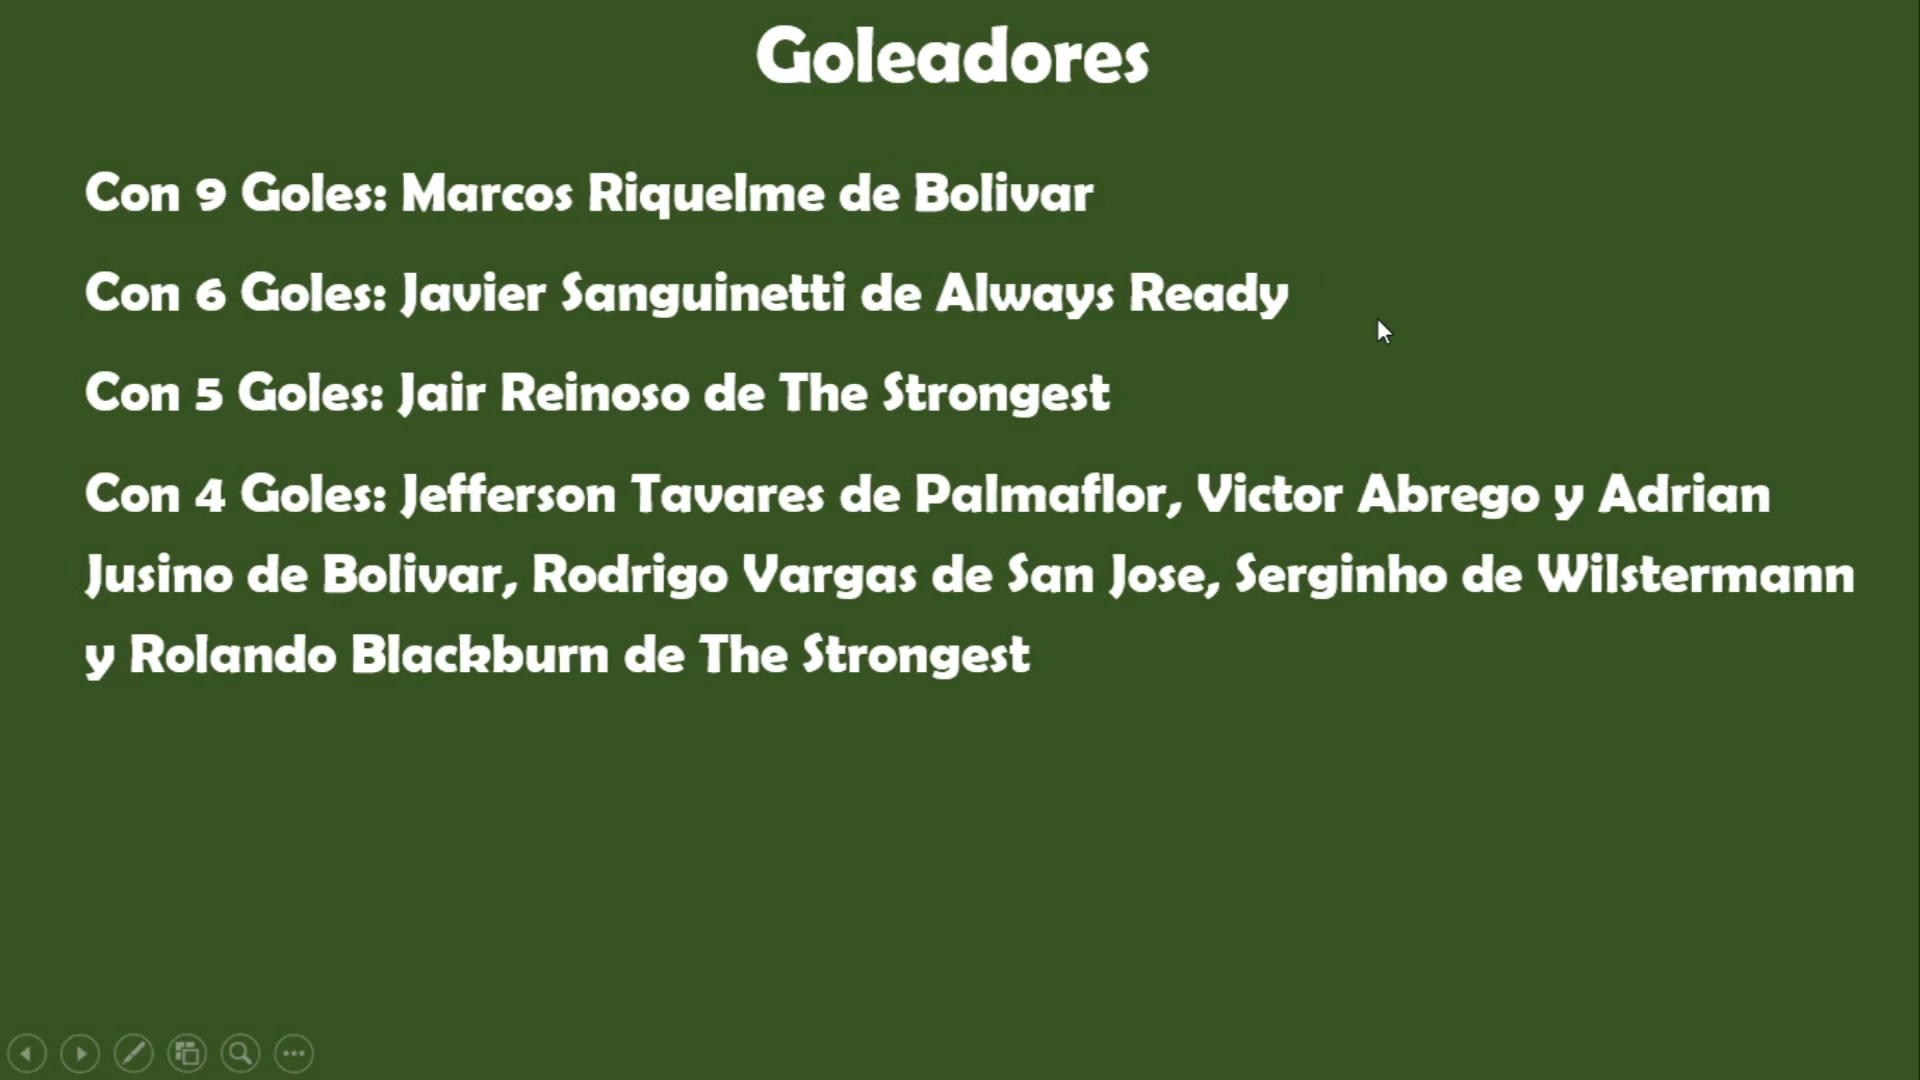 Goleadores
Con 9 Goles: Marcos Riquelme de Bolivar
Con 6 Goles: Javier Sanguinetti de Always Ready
Con 5 Goles: Jair Reinoso de The Strongest
Con 4 Goles: Jefferson Tavares de Palmaflor, Victor Abrego y Adrian
Jusino de Bolivar, Rodrigo Vargas de San Jose, Serginho de Wilstermann
y Rolando Blackburn de The Strongest